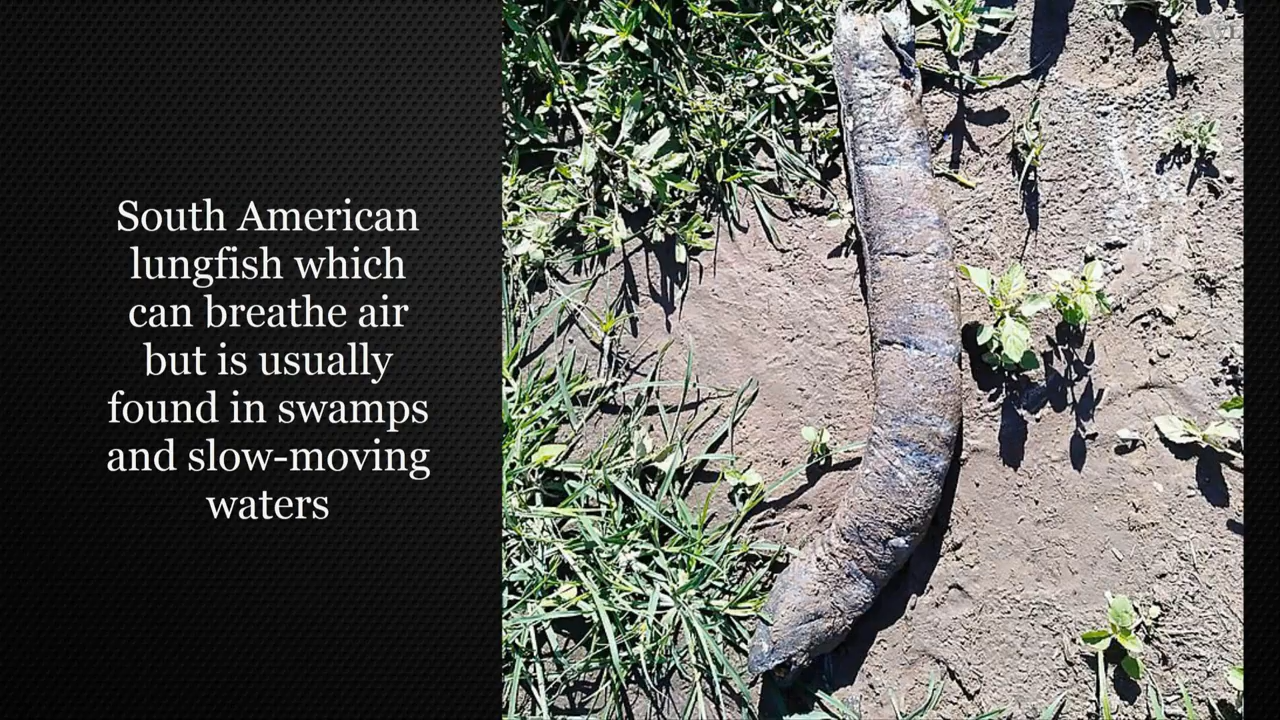 South American
lungfish which
can breathe air
but is usually
found in swamps
and slow-moving
waters